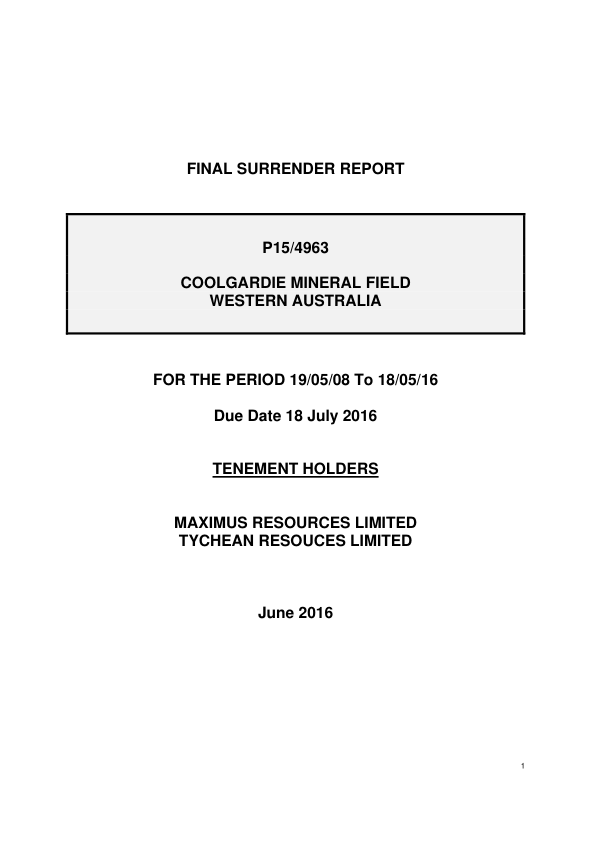 FINAL SURRENDER REPORT
P15/4963
COOLGARDIE MINERAL FIELD
WESTERN AUSTRALIA
FOR THE PERIOD 19/05/08 To 18/05/16
Due Date 18 July 2016
TENEMENT HOLDERS
MAXIMUS RESOURCES LIMITED
TYCHEAN RESOUCES LIMITED
June 2016
1